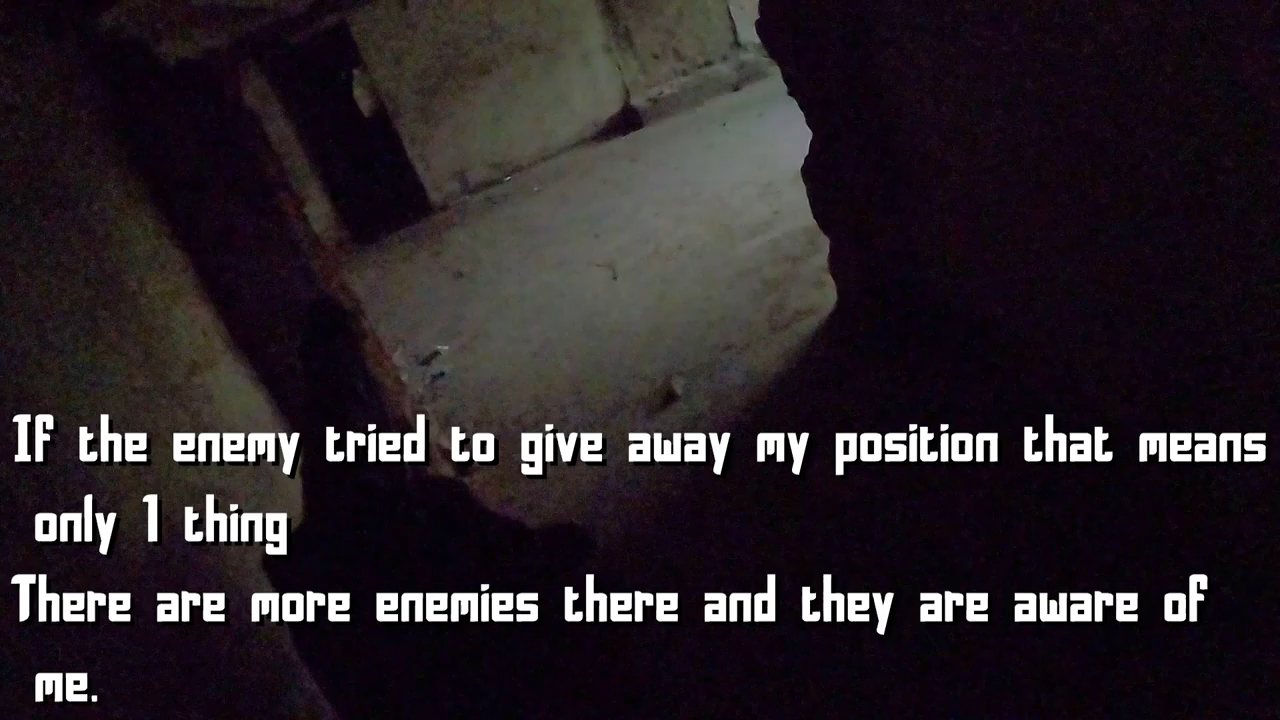 If the enemy tried to give away my position that means
only 1 thing
There are more enemies there and they are aware of
me.